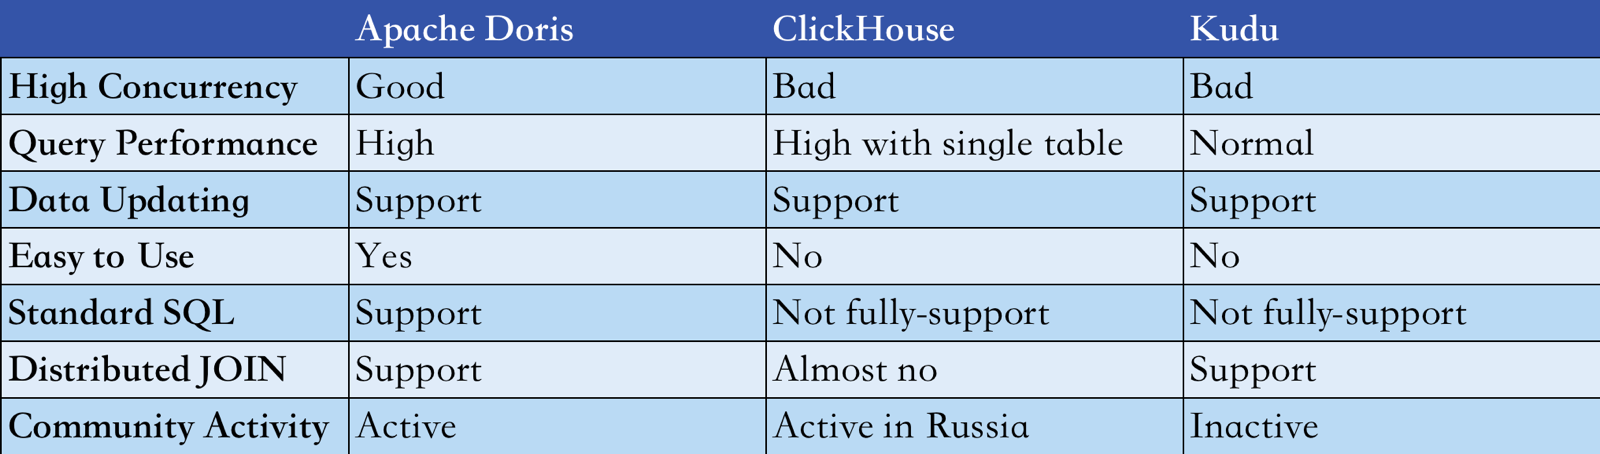 Apache Doris ClickHouse Kudu
High Concurrency Good Bad Bad
Query Performance High High with single table Normal
Data Updating Support Support Support
Easy to Use Yes No No
Standard SQL Support Not fully-support Not fully-support
Distributed JOIN Support Almost no Support
Community Activity Active Active in Russia Inactive